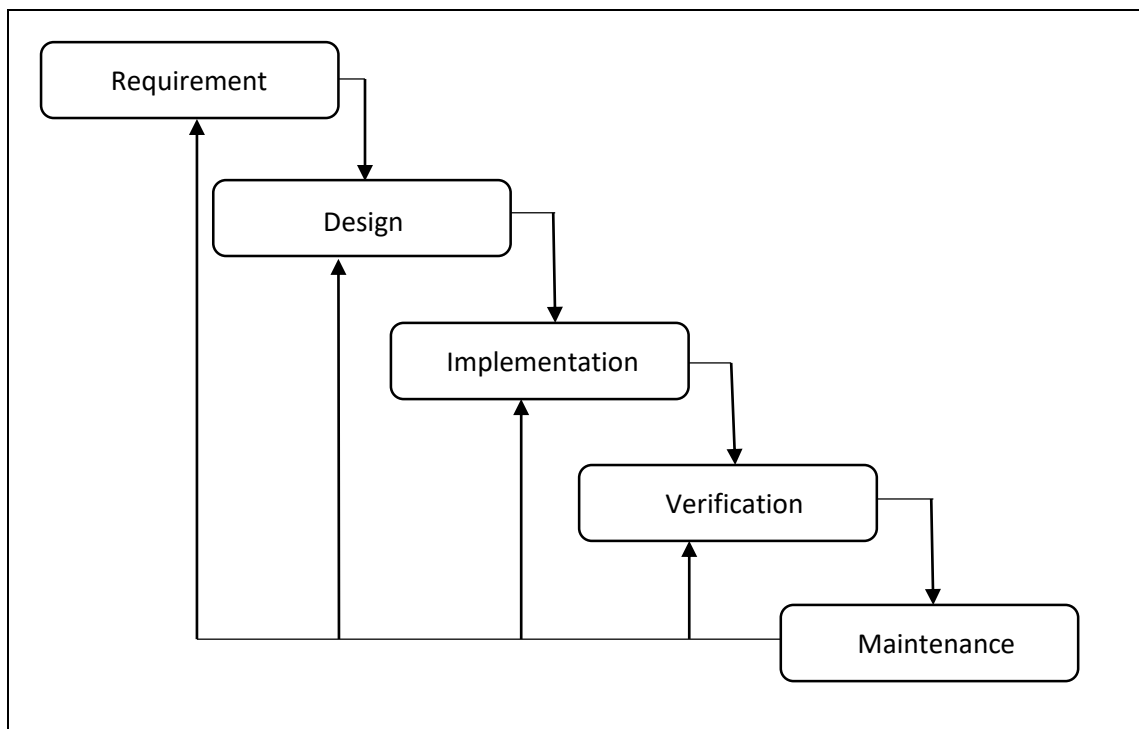 Requirement
Design
Implementation
Verification
Maintenance